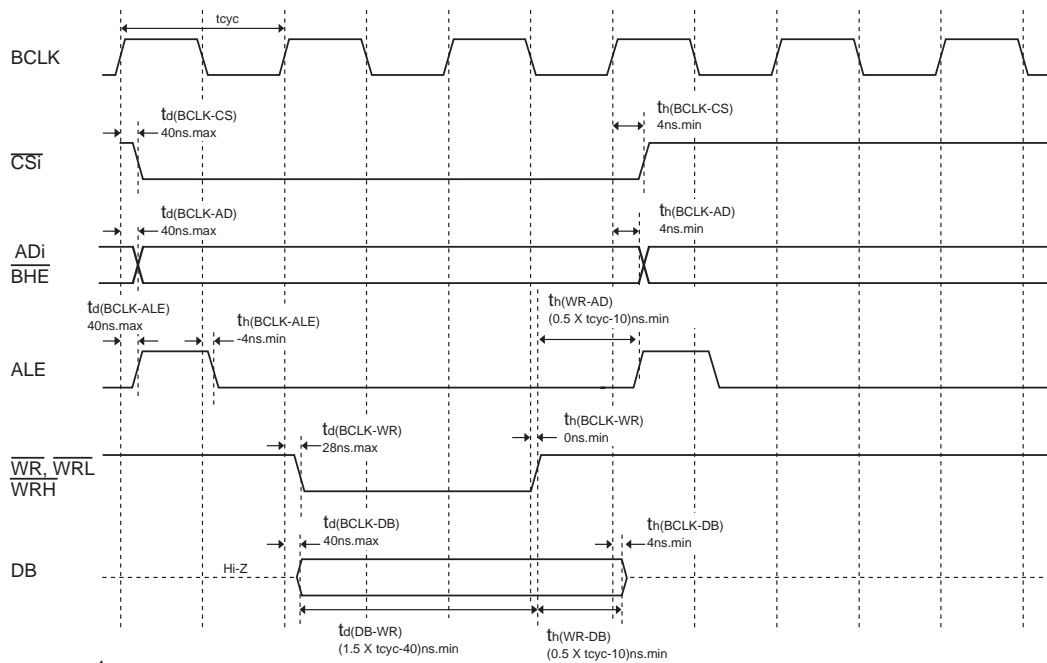 tcyc
BCLK
td(BCLK-CS)
40ns.max
th(BCLK-CS)
4ns.min
CSi
td(BCLK-AD)
40ns.max
th(BCLK-AD)
4ns.min
ADi
BHE
td(BCLK-ALE)
40ns.max
th(BCLK-ALE)
-4ns.min
th(WR-AD)
(0.5 X tcyc-10)ns.min
ALE
td(BCLK-WR)
28ns.max
th(BCLK-WR)
0ns.min
WR, WRL
WRH
td(BCLK-DB)
40ns.max
th(BCLK-DB)
4ns.min
DB
Hi-Z
td(DB-WR)
(1.5 X tcyc-40)ns.min
th(WR-DB)
(0.5 X tcyc-10)ns.min